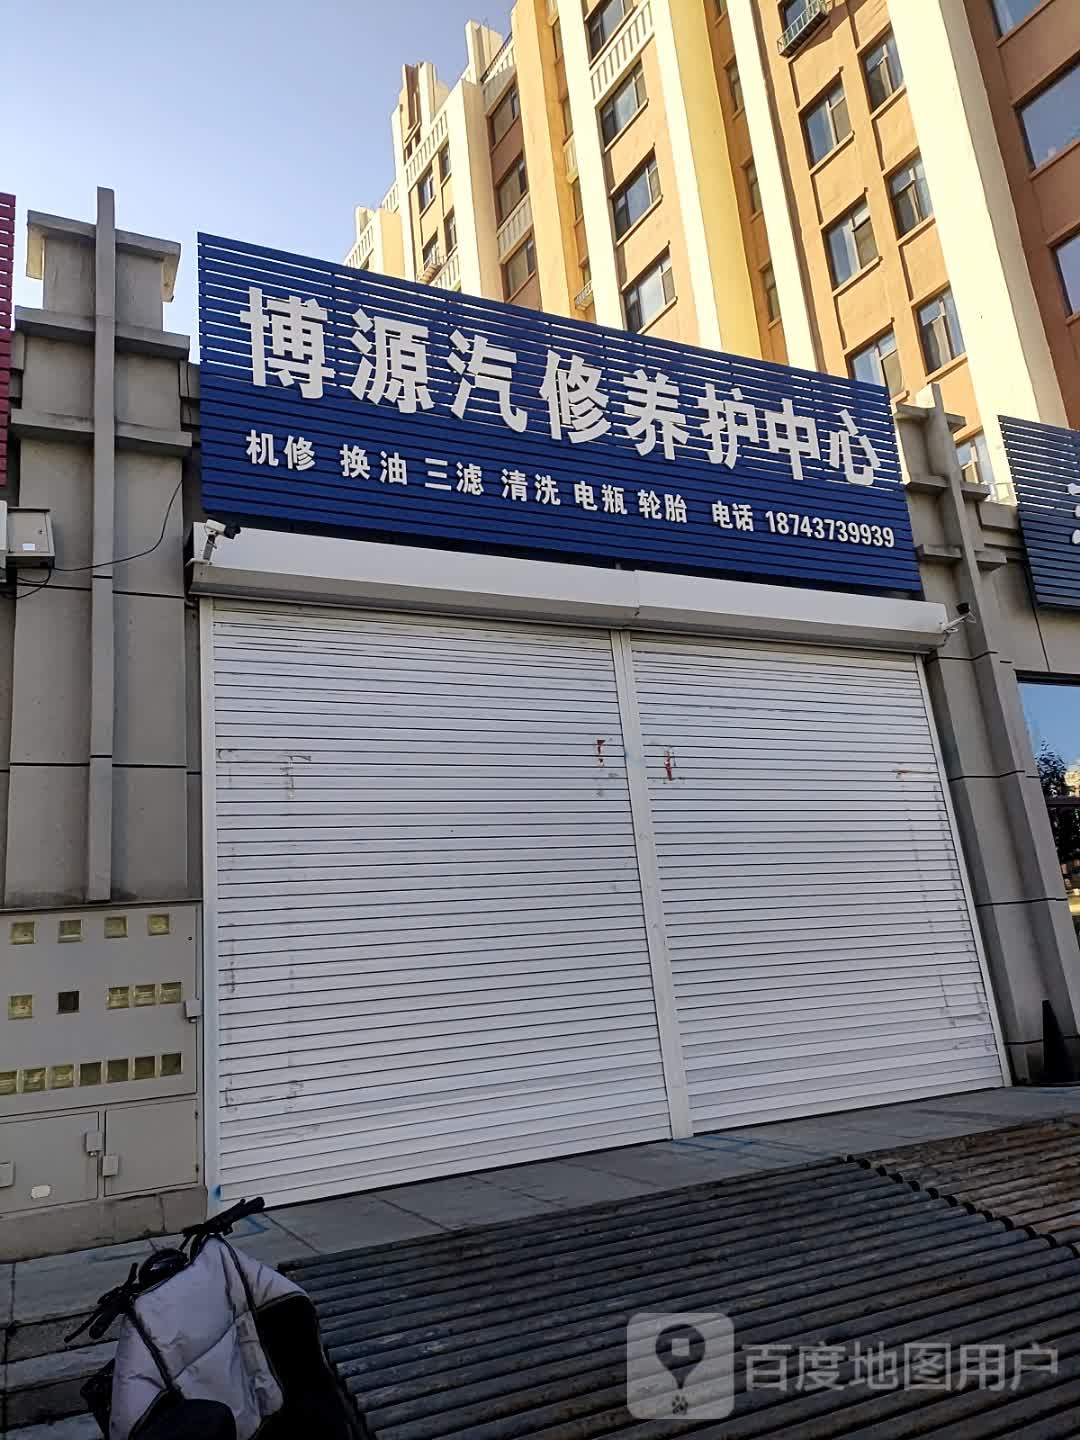 博源汽修养护中心
机修 换油 三滤 清洗 电瓶 轮胎 电话 18743739939
百度地图用户